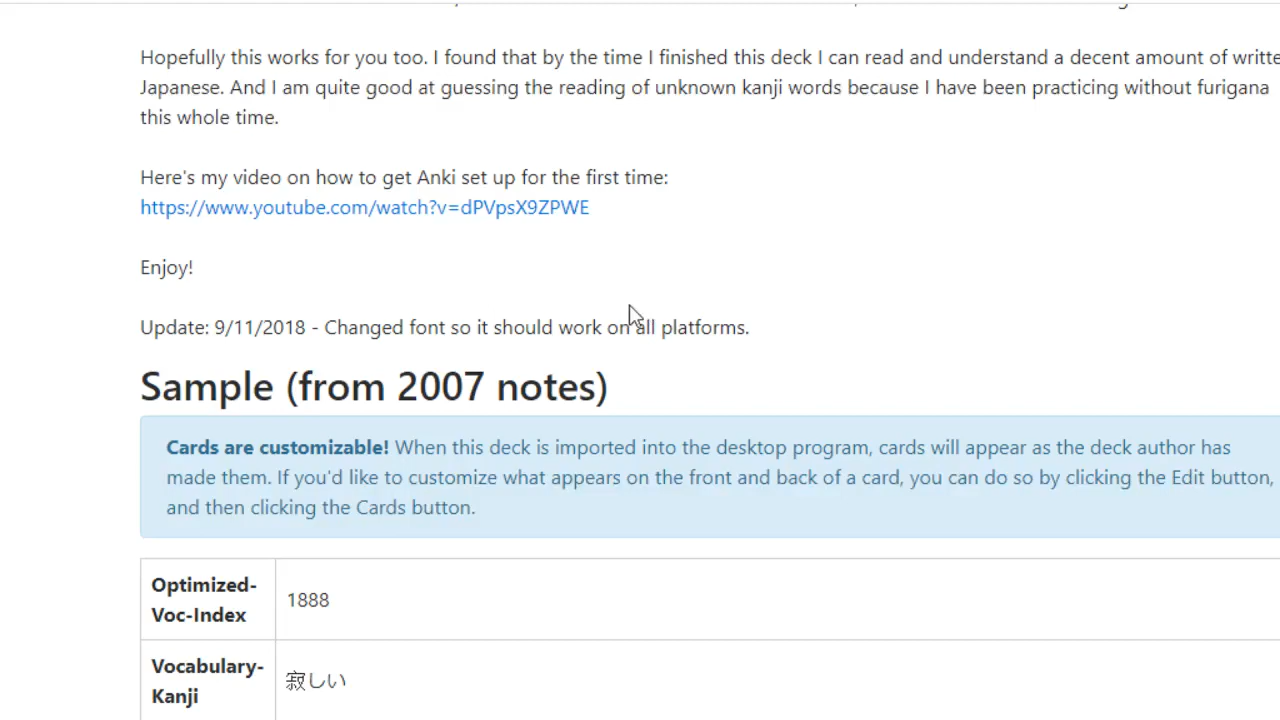 Hopefully this works for you too. I found that by the time I finished this deck I can read and understand a decent amount of writte
Japanese. And I am quite good at guessing the reading of unknown kanji words because I have been practicing without furigana
this whole time.
Here's my video on how to get Anki set up for the first time:
https://www.youtube.com/watch?v=dPVpsX9ZPWE
Enjoy!
Update: 9/11/2018 - Changed font so it should work on all platforms.
Sample (from 2007 notes)
Cards are customizable! When this deck is imported into the desktop program, cards will appear as the deck author has
made them. If you'd like to customize what appears on the front and back of a card, you can do so by clicking the Edit button,
and then clicking the Cards button.
Optimized-
Voc-Index
1888
Vocabulary-
Kanji
寂しい